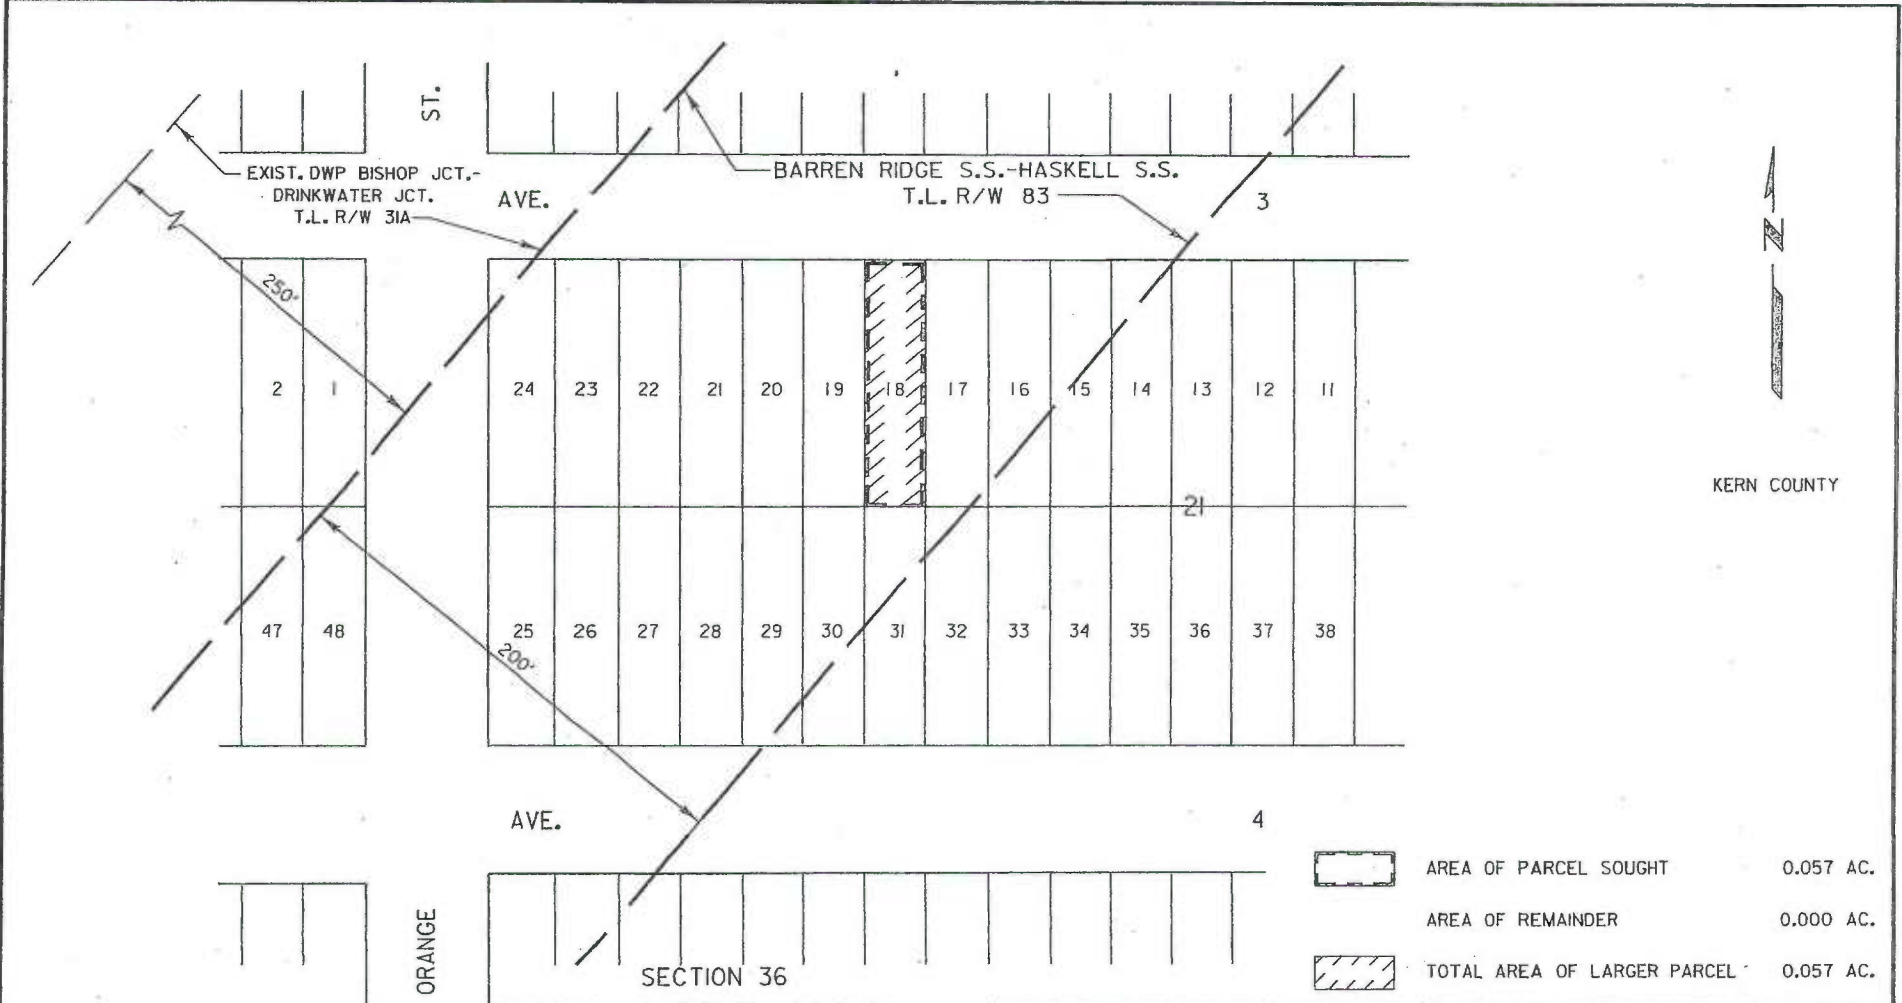 ST.
EXIST. DWP BISHOP JCT.-
DRINKWATER JCT.
T.L. R/W 31A
AVE.
BARREN RIDGE S.S.-HASKELL S.S.
T.L. R/W 83
3
N
250'
2 1 24 23 22 21 20 19 18 17 16 15 14 13 12 11
KERN COUNTY
21
47 48 25 26 27 28 29 30 31 32 33 34 35 36 37 38
200'
AVE. 4
AREA OF PARCEL SOUGHT 0.057 AC.
AREA OF REMAINDER 0.000 AC.
TOTAL AREA OF LARGER PARCEL 0.057 AC.
ORANGE
SECTION 36